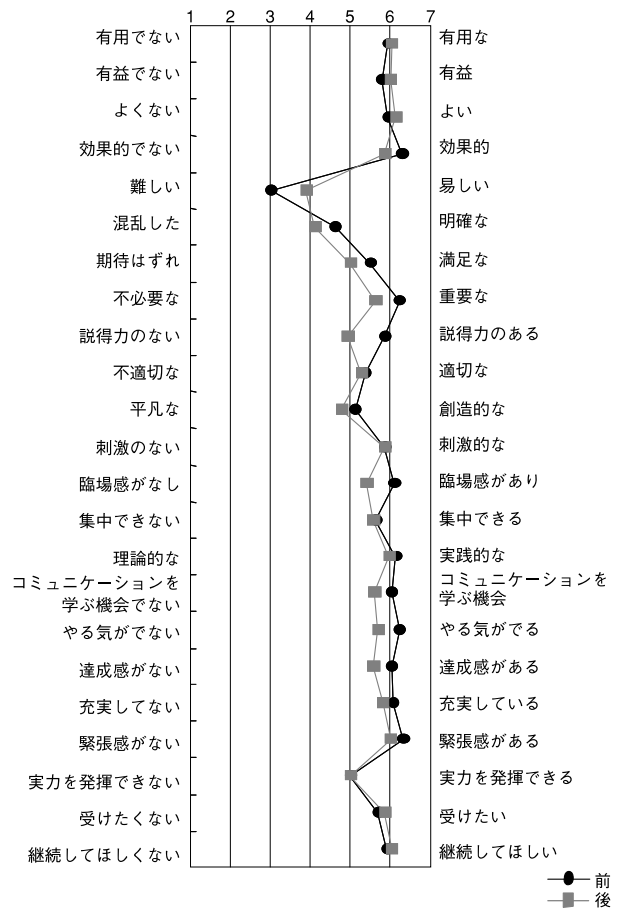 1 2 3 4 5 6 7
有用でない 有用な
有益でない 有益
よくない よい
効果的でない 効果的
難しい 易しい
混乱した 明確な
期待はずれ 満足な
不必要な 重要な
説得力のない 説得力のある
不適切な 適切な
平凡な 創造的な
刺激のない 刺激的な
臨場感がなし 臨場感があり
集中できない 集中できる
理論的な 実践的な
コミュニケーションを コミュニケーションを
学ぶ機会でない 学ぶ機会
やる気がでない やる気がでる
達成感がない 達成感がある
充実してない 充実している
緊張感がない 緊張感がある
実力を発揮できない 実力を発揮できる
受けたくない 受けたい
継続してほしくない 継続してほしい
前
後